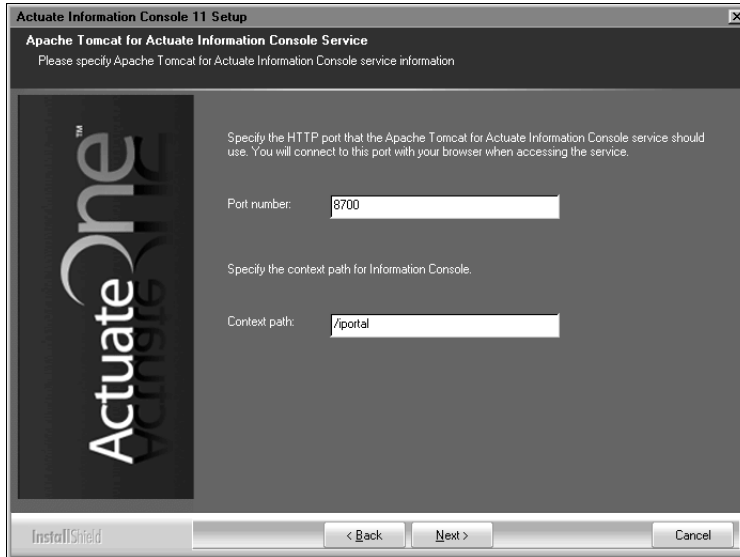 Actuate Information Console 11 Setup
Apache Tomcat for Actuate Information Console Service
Please specify Apache Tomcat for Actuate Information Console service information
ActuateOne™
Specify the HTTP port that the Apache Tomcat for Actuate Information Console service should
use. You will connect to this port with your browser when accessing the service.
Port number: 8700
Specify the context path for Information Console.
Context path: /iportal
InstallShield
< Back Next > Cancel